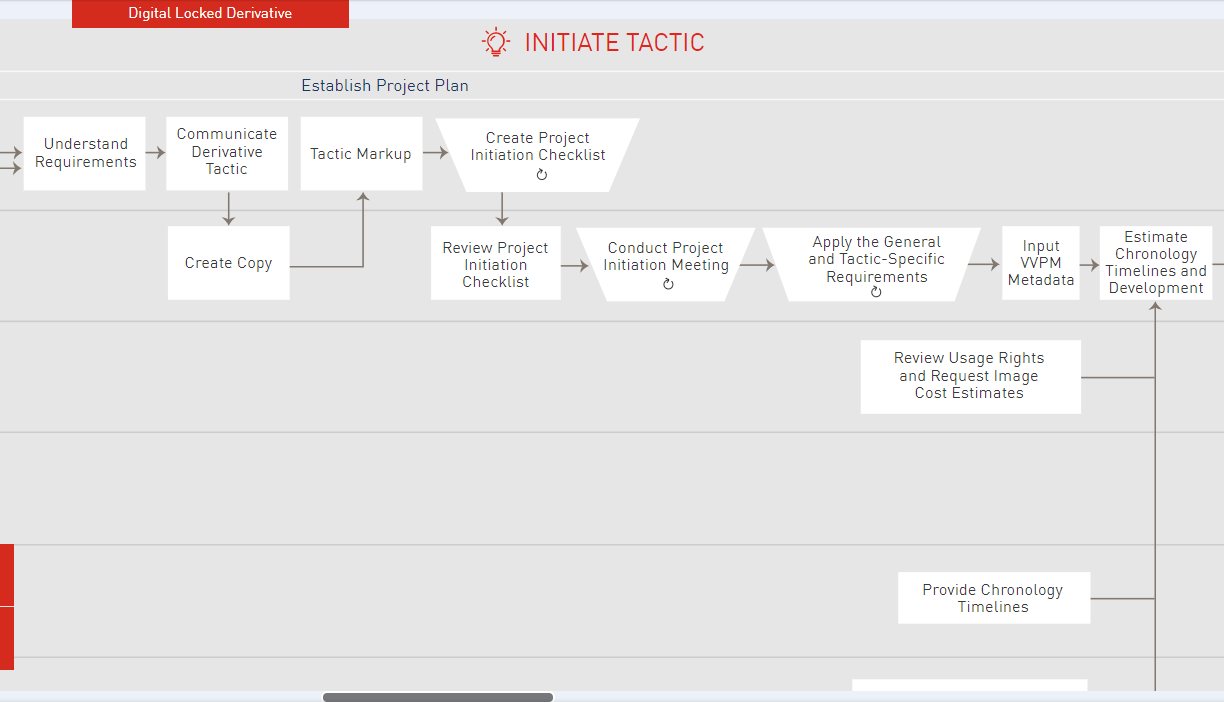 Digital Locked Derivative
INITIATE TACTIC
Establish Project Plan
Understand
Requirements
Communicate
Derivative
Tactic
Tactic Markup
Create Project
Initiation Checklist
Create Copy
Review Project
Initiation
Checklist
Conduct Project
Initiation Meeting
Apply the General
and Tactic-Specific
Requirements
Input
VVPM
Metadata
Estimate
Chronology
Timelines and
Development
Review Usage Rights
and Request Image
Cost Estimates
Provide Chronology
Timelines